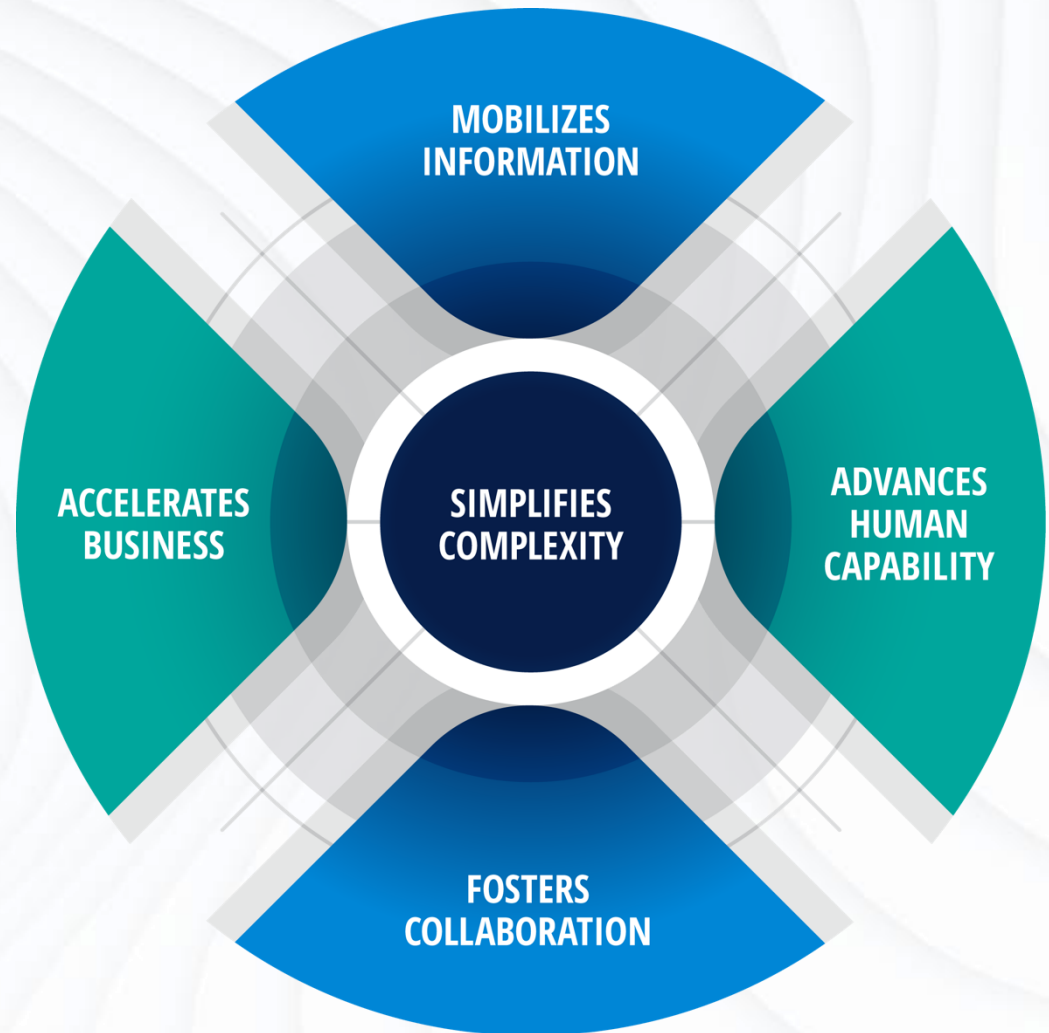 MOBILIZES
INFORMATION
ACCELERATES
BUSINESS
SIMPLIFIES
COMPLEXITY
ADVANCES
HUMAN
CAPABILITY
FOSTERS
COLLABORATION